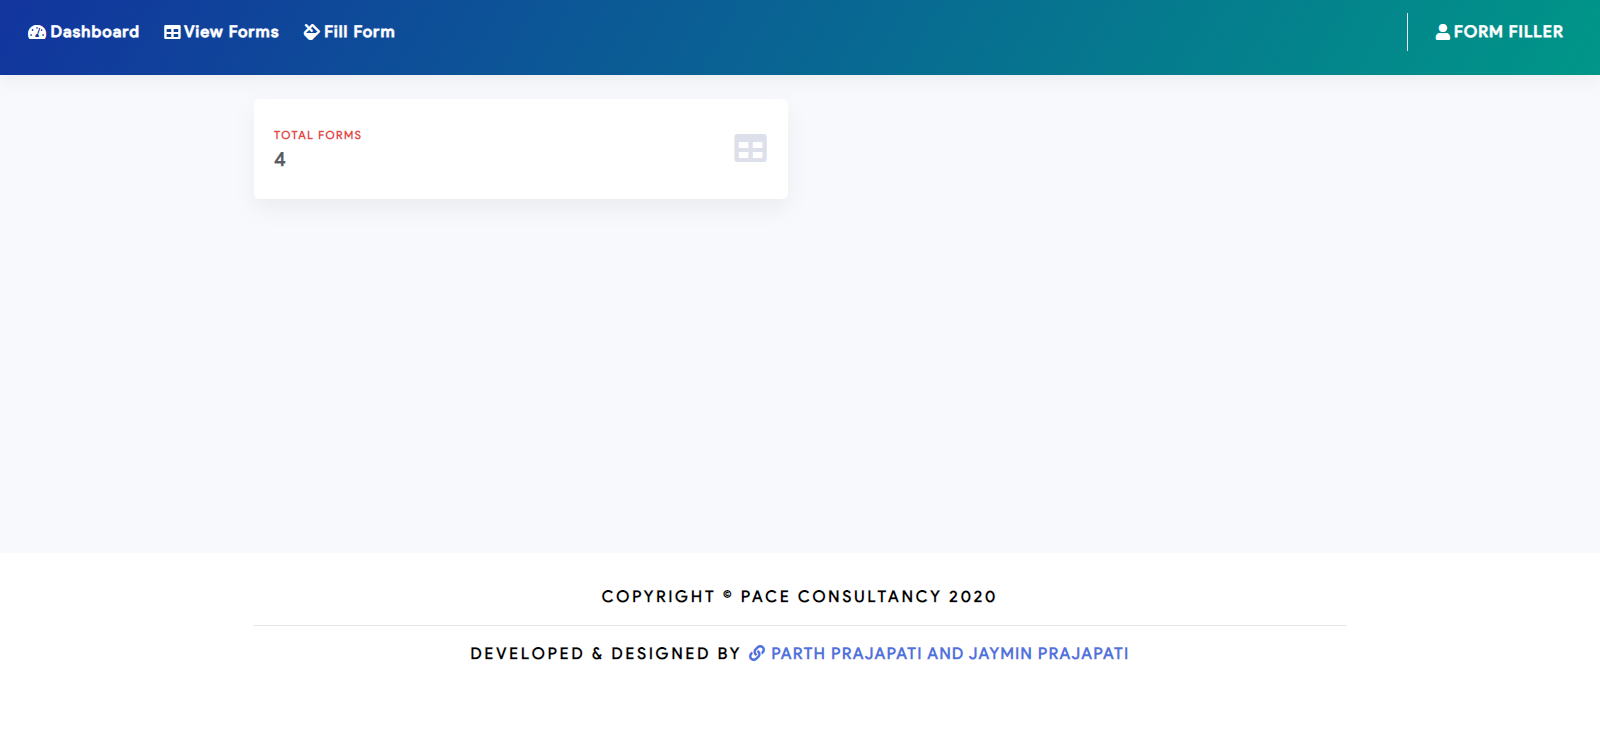 Dashboard View Forms Fill Form FORM FILLER
TOTAL FORMS
4
COPYRIGHT © PACE CONSULTANCY 2020
DEVELOPED & DESIGNED BY PARTH PRAJAPATI AND JAYMIN PRAJAPATI